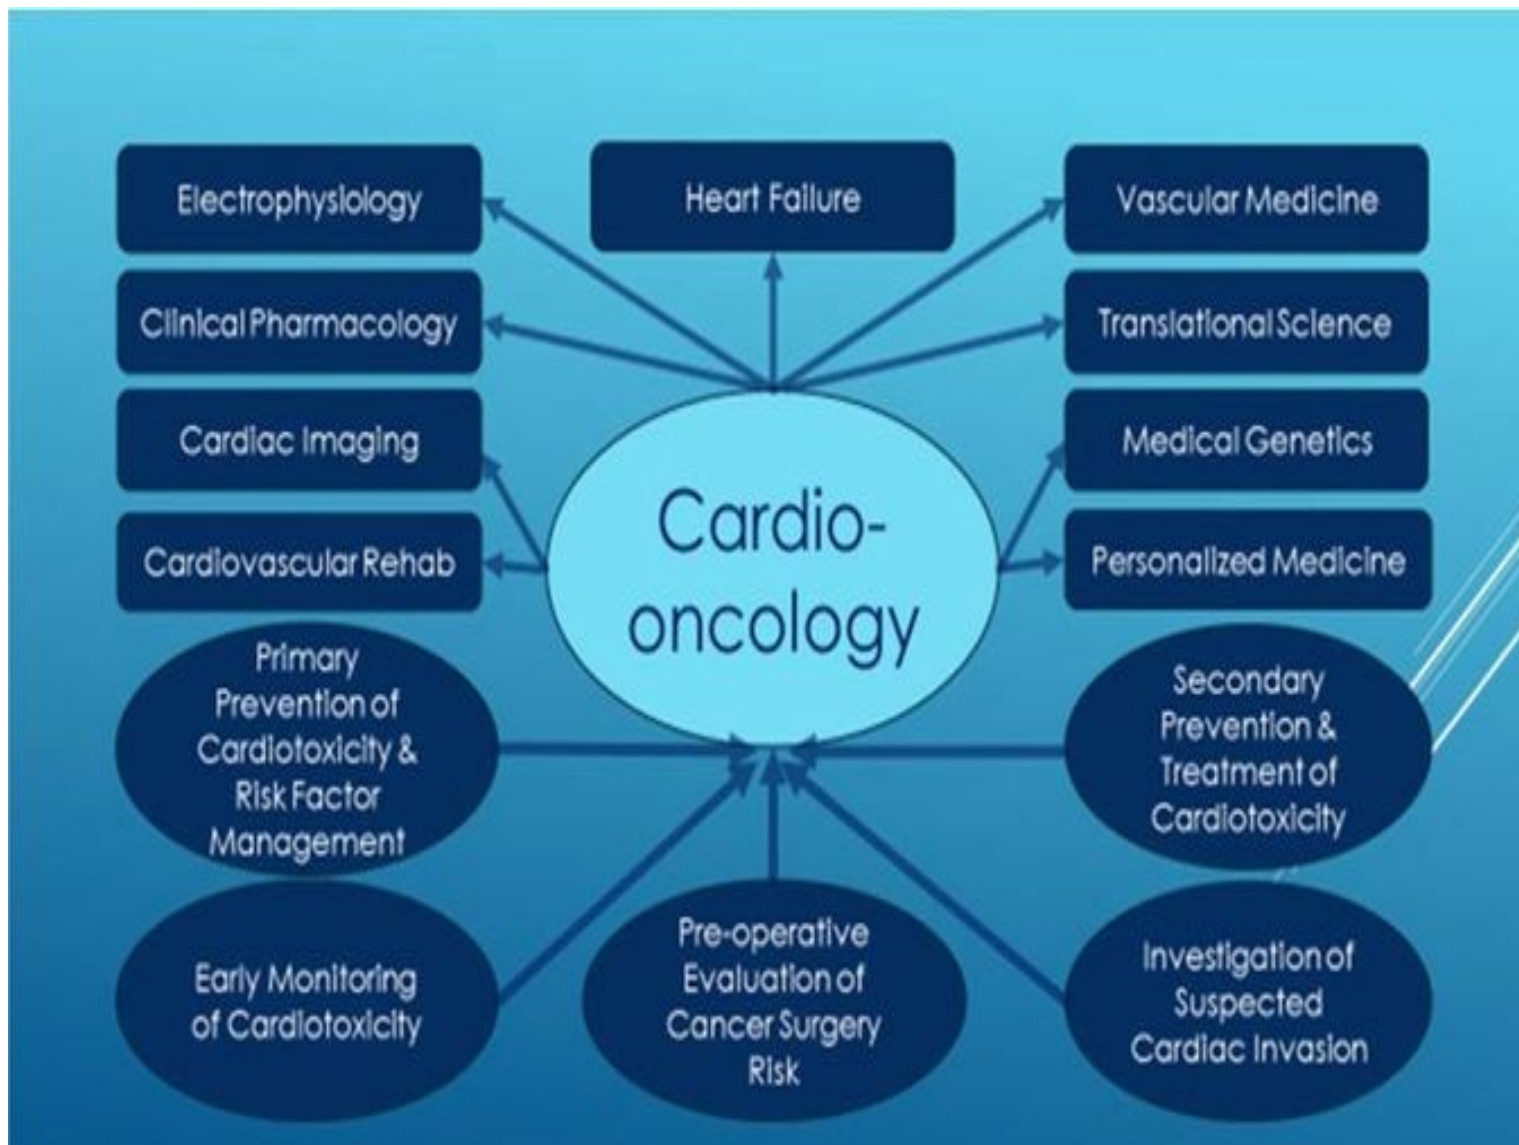 Electrophysiology
Heart Failure
Vascular Medicine
Clinical Pharmacology
Translational Science
Cardiac Imaging
Medical Genetics
Cardiovascular Rehab
Personalized Medicine
Cardio-
oncology
Primary
Prevention of
Cardiotoxicity &
Risk Factor
Management
Secondary
Prevention &
Treatment of
Cardiotoxicity
Early Monitoring
of Cardiotoxicity
Pre-operative
Evaluation of
Cancer Surgery
Risk
Investigation of
Suspected
Cardiac Invasion